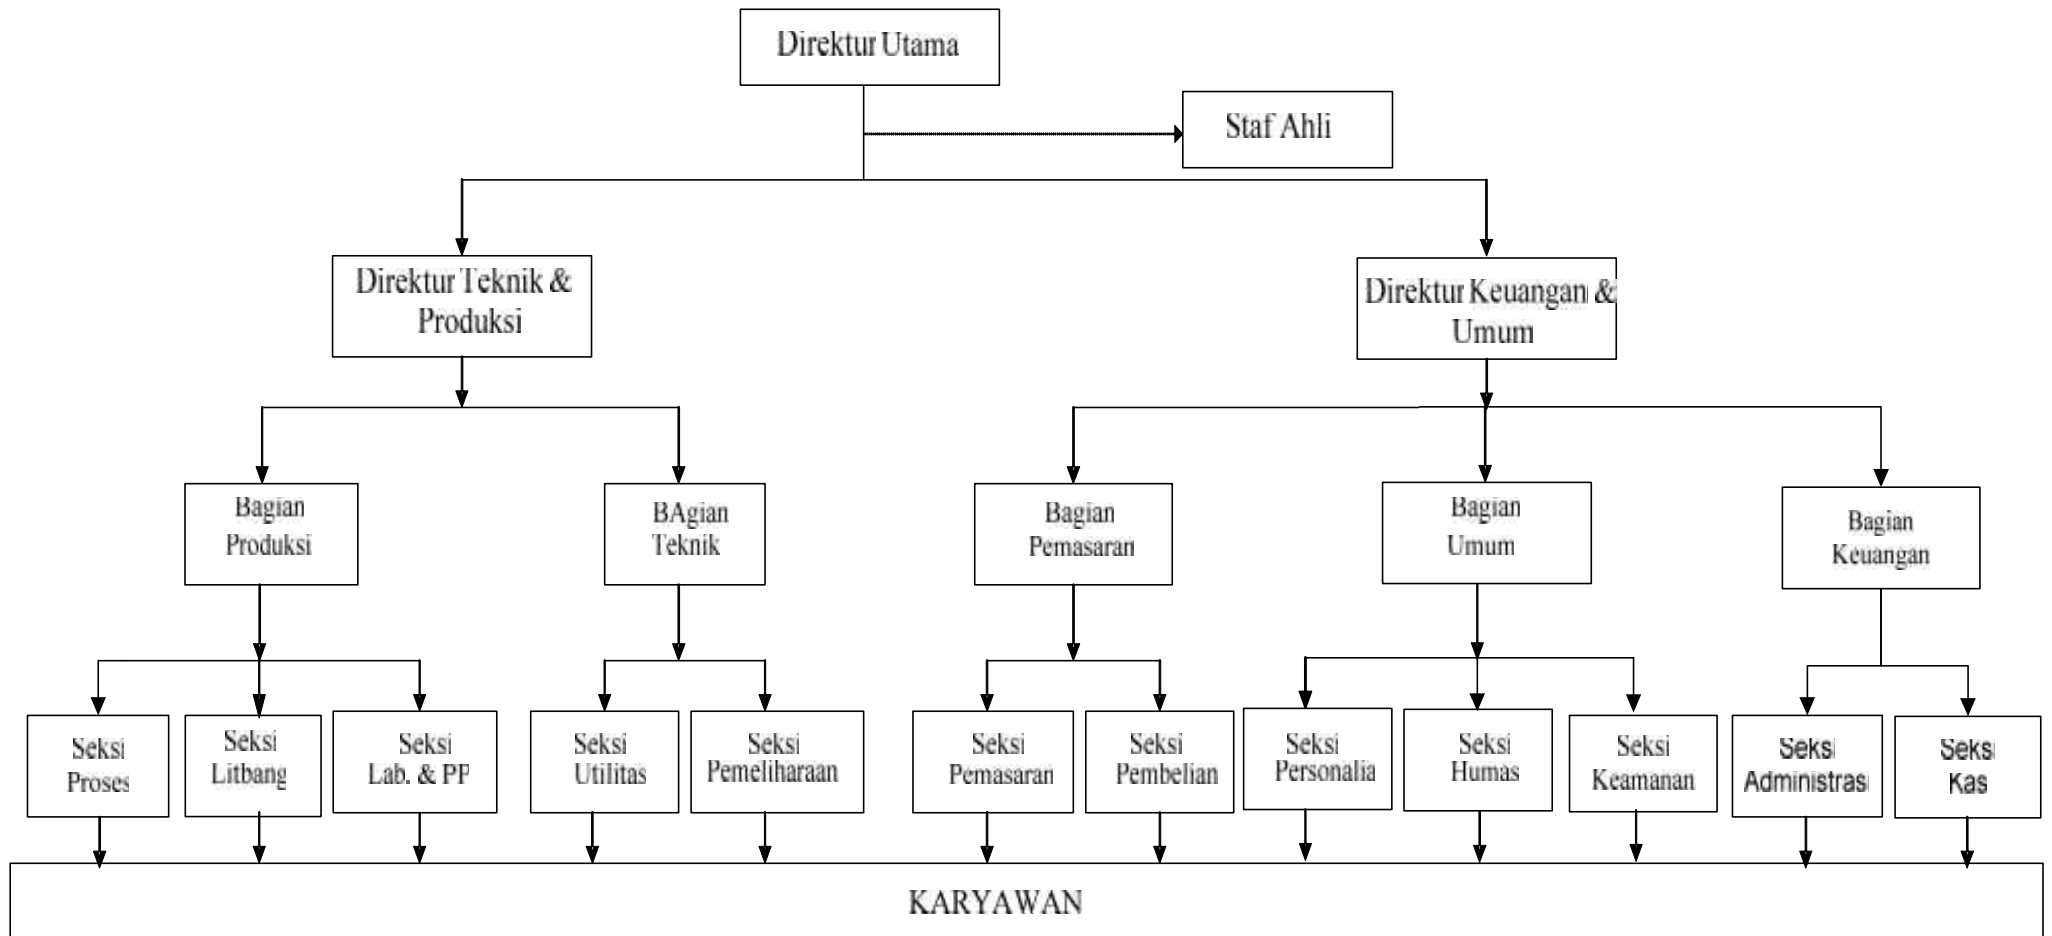 Direktur Utama
Staf Ahli
Direktur Teknik &
Produksi
Direktur Keuangan &
Umum
Bagian
Produksi
BAgian
Teknik
Bagian
Pemasaran
Bagian
Umum
Bagian
Keuangan
Seksi
Proses
Seksi
Litbang
Seksi
Lab. & PP
Seksi
Utilitas
Seksi
Pemeliharaan
Seksi
Pemasaran
Seksi
Pembelian
Seksi
Personalia
Seksi
Humas
Seksi
Keamanan
Seksi
Administrasi
Seksi
Kas
KARYAWAN